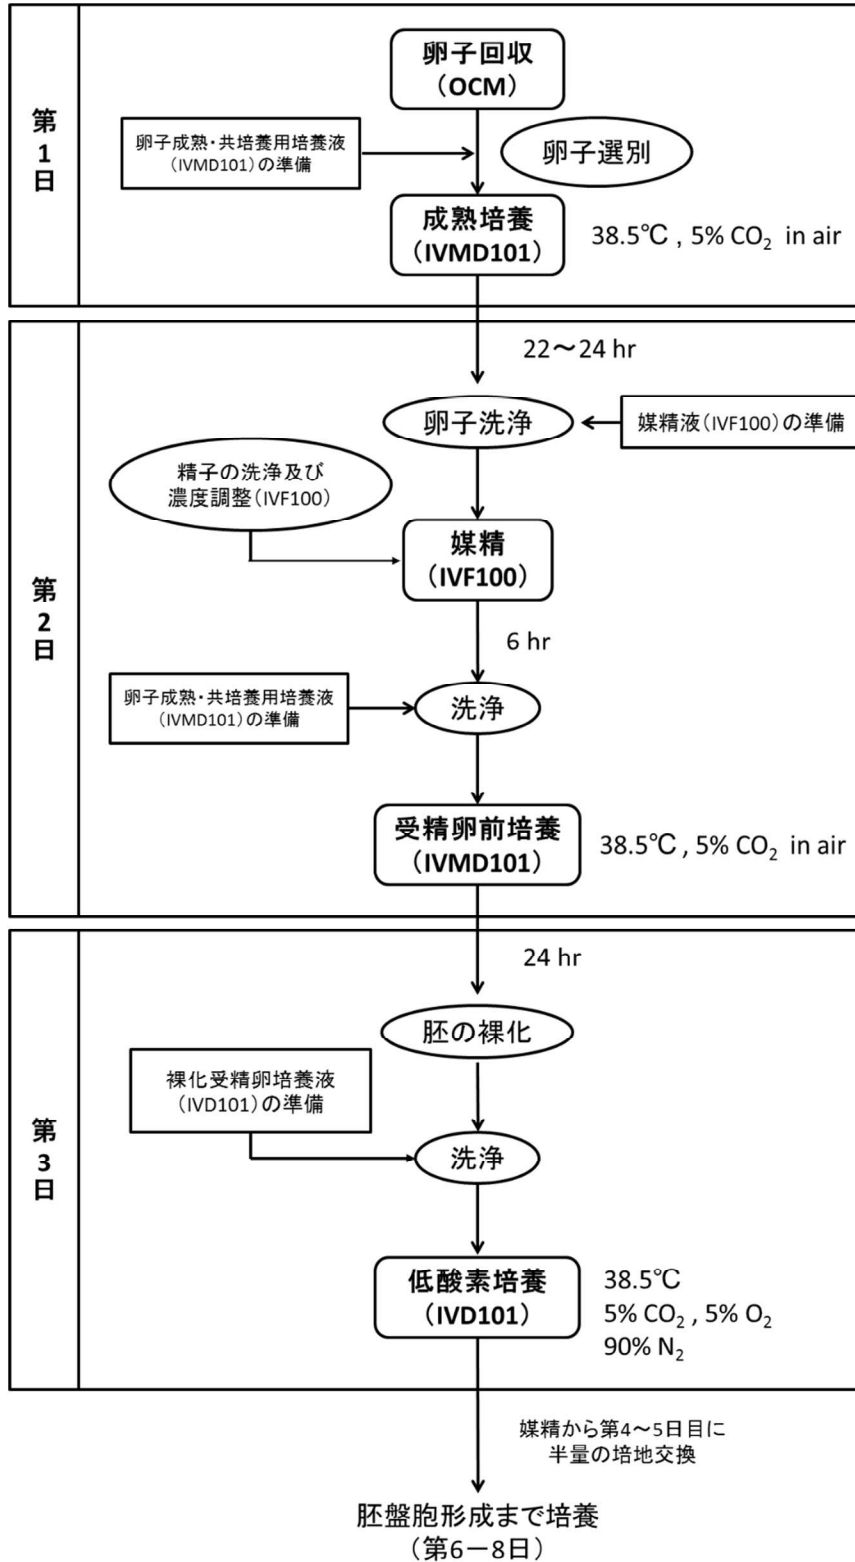 第
1
日
卵子回収
（OCM）
卵子成熟・共培養用培養液
（IVMD101）の準備
卵子選別
成熟培養
（IVMD101）
38.5℃ , 5% CO₂ in air
第
2
日
22～24 hr
卵子洗浄
媒精液（IVF100）の準備
精子の洗浄及び
濃度調整（IVF100）
媒精
（IVF100）
6 hr
卵子成熟・共培養用培養液
（IVMD101）の準備
洗浄
受精卵前培養
（IVMD101）
38.5℃ , 5% CO₂ in air
第
3
日
24 hr
胚の裸化
裸化受精卵培養液
（IVD101）の準備
洗浄
低酸素培養
（IVD101）
38.5℃
5% CO₂ , 5% O₂
90% N₂
媒精から第4～5日目に
半量の培地交換
胚盤胞形成まで培養
（第6－8日）